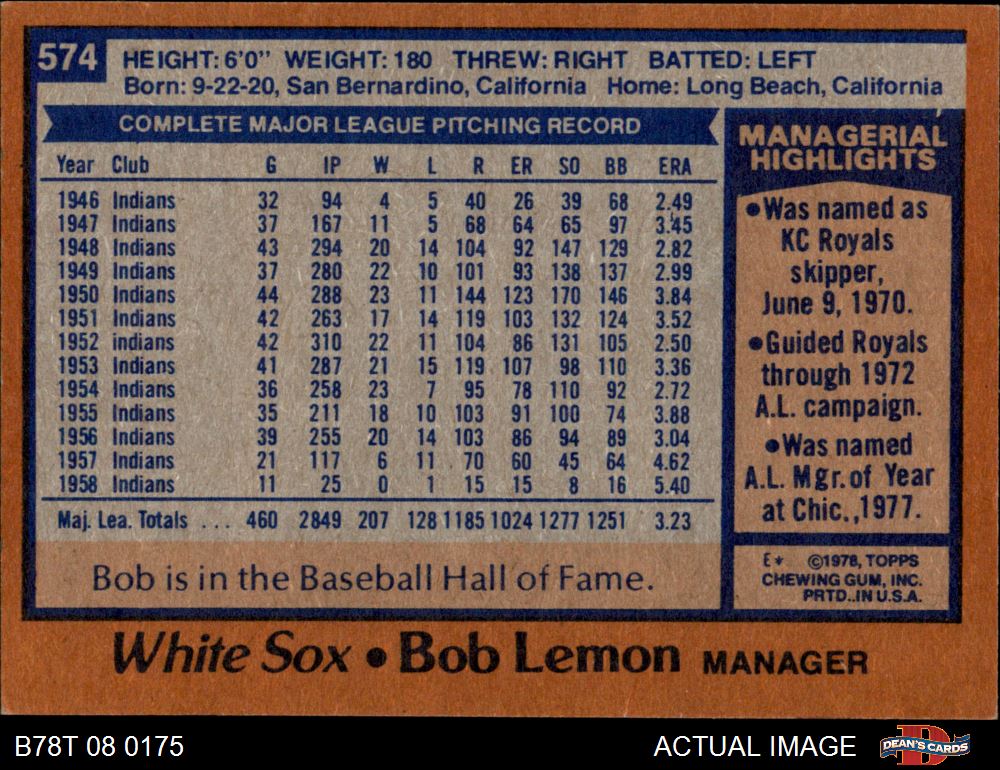 574
HEIGHT: 6'0" WEIGHT: 180 THREW: RIGHT BATTED: LEFT
Born: 9-22-20, San Bernardino, California Home: Long Beach, California
COMPLETE MAJOR LEAGUE PITCHING RECORD
Year Club G IP W L R ER SO BB ERA
1946 Indians 32 94 4 5 40 26 39 68 2.49
1947 Indians 37 167 11 5 68 64 65 97 3.45
1948 Indians 43 294 20 14 104 92 147 129 2.82
1949 Indians 37 280 22 10 101 93 138 137 2.99
1950 Indians 44 288 23 11 144 123 170 146 3.84
1951 Indians 42 263 17 14 119 103 132 124 3.52
1952 Indians 42 310 22 11 104 86 131 105 2.50
1953 Indians 41 287 21 15 119 107 98 110 3.36
1954 Indians 36 258 23 7 95 78 110 92 2.72
1955 Indians 35 211 18 10 103 91 100 74 3.88
1956 Indians 39 255 20 14 103 86 94 89 3.04
1957 Indians 21 117 6 11 70 60 45 64 4.62
1958 Indians 11 25 0 1 15 15 8 16 5.40
Maj. Lea. Totals ... 460 2849 207 128 1185 1024 1277 1251 3.23
Bob is in the Baseball Hall of Fame.
MANAGERIAL
HIGHLIGHTS
•Was named as
KC Royals
skipper,
June 9, 1970.
•Guided Royals
through 1972
A.L. campaign.
•Was named
A.L. Mgr. of Year
at Chic., 1977.
E* ©1978, TOPPS
CHEWING GUM, INC.
PRTD. IN U.S.A.
White Sox • Bob Lemon MANAGER
B78T 08 0175
ACTUAL IMAGE
D
DEAN'S CARDS